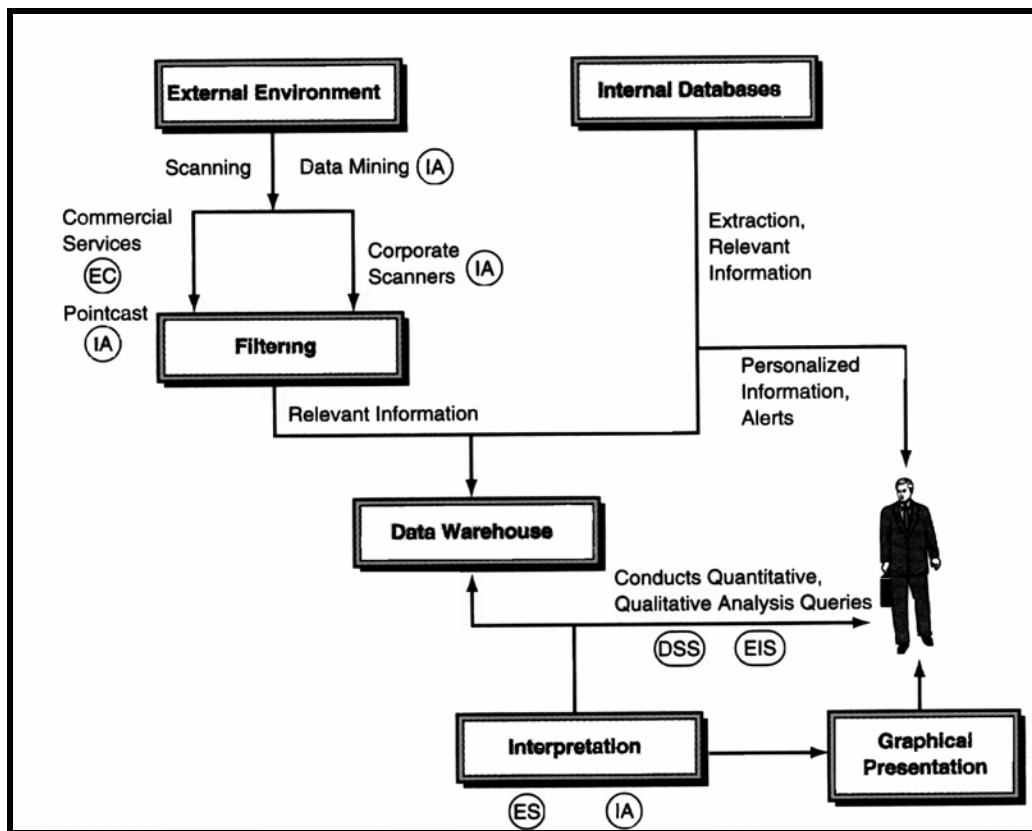 External Environment
Internal Databases
Scanning
Data Mining IA
Commercial
Services
EC
Pointcast
IA
Corporate
Scanners IA
Extraction,
Relevant
Information
Filtering
Personalized
Information,
Alerts
Relevant Information
Data Warehouse
Conducts Quantitative,
Qualitative Analysis Queries
DSS EIS
Interpretation
ES IA
Graphical
Presentation